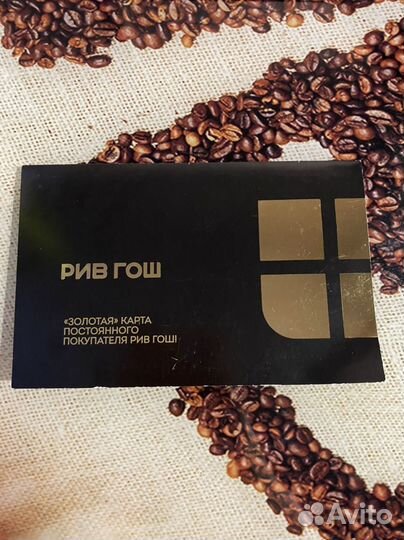 РИВ ГОШ
«ЗОЛОТАЯ» КАРТА
ПОСТОЯННОГО
ПОКУПАТЕЛЯ РИВ ГОШ!
Avito